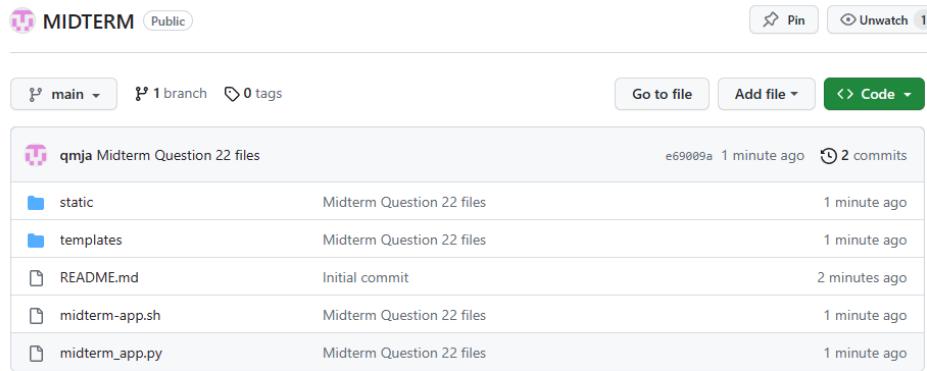 MIDTERM Public Pin Unwatch 1
main 1 branch 0 tags Go to file Add file <> Code
qmja Midterm Question 22 files e69009a 1 minute ago 2 commits
static Midterm Question 22 files 1 minute ago
templates Midterm Question 22 files 1 minute ago
README.md Initial commit 2 minutes ago
midterm-app.sh Midterm Question 22 files 1 minute ago
midterm_app.py Midterm Question 22 files 1 minute ago